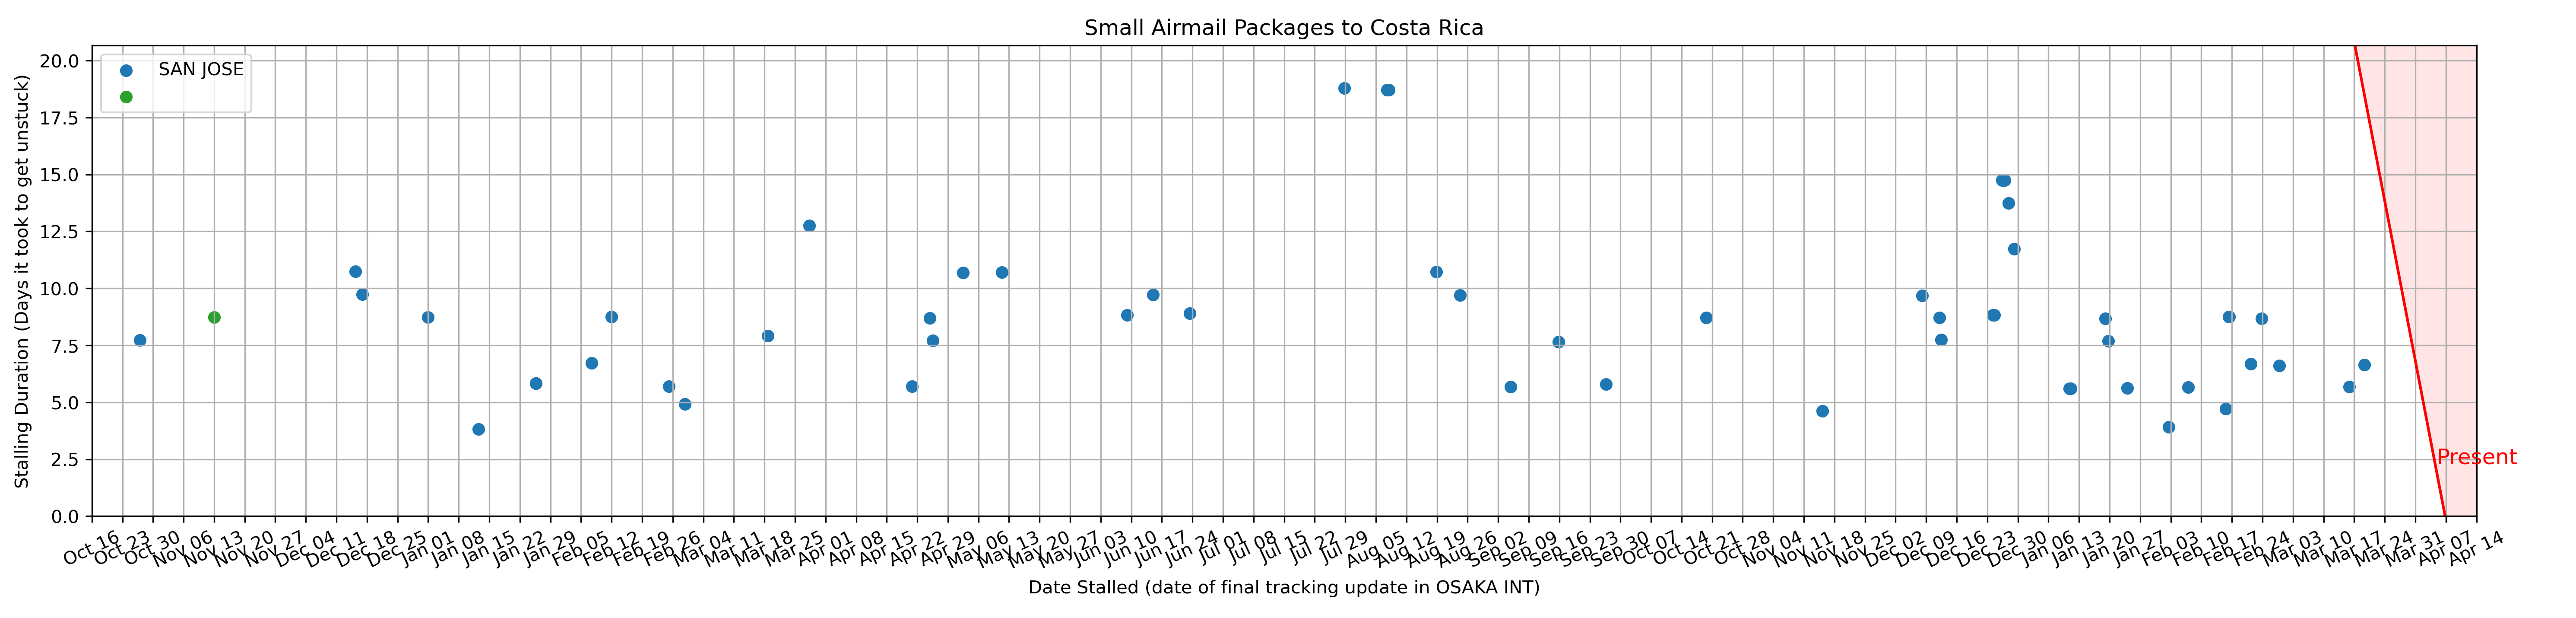 Small Airmail Packages to Costa Rica
SAN JOSE
Stalling Duration (Days it took to get unstuck)
20.0
17.5
15.0
12.5
10.0
7.5
5.0
2.5
0.0
Present
Oct 16 Oct 23 Oct 30 Nov 06 Nov 13 Nov 20 Nov 27 Dec 04 Dec 11 Dec 18 Dec 25 Jan 01 Jan 08 Jan 15 Jan 22 Jan 29 Feb 05 Feb 12 Feb 19 Feb 26 Mar 04 Mar 11 Mar 18 Mar 25 Apr 01 Apr 08 Apr 15 Apr 22 Apr 29 May 06 May 13 May 20 May 27 Jun 03 Jun 10 Jun 17 Jun 24 Jul 01 Jul 08 Jul 15 Jul 22 Jul 29 Aug 05 Aug 12 Aug 19 Aug 26 Sep 02 Sep 09 Sep 16 Sep 23 Sep 30 Oct 07 Oct 14 Oct 21 Oct 28 Nov 04 Nov 11 Nov 18 Nov 25 Dec 02 Dec 09 Dec 16 Dec 23 Dec 30 Jan 06 Jan 13 Jan 20 Jan 27 Feb 03 Feb 10 Feb 17 Feb 24 Mar 03 Mar 10 Mar 17 Mar 24 Mar 31 Apr 07 Apr 14
Date Stalled (date of final tracking update in OSAKA INT)